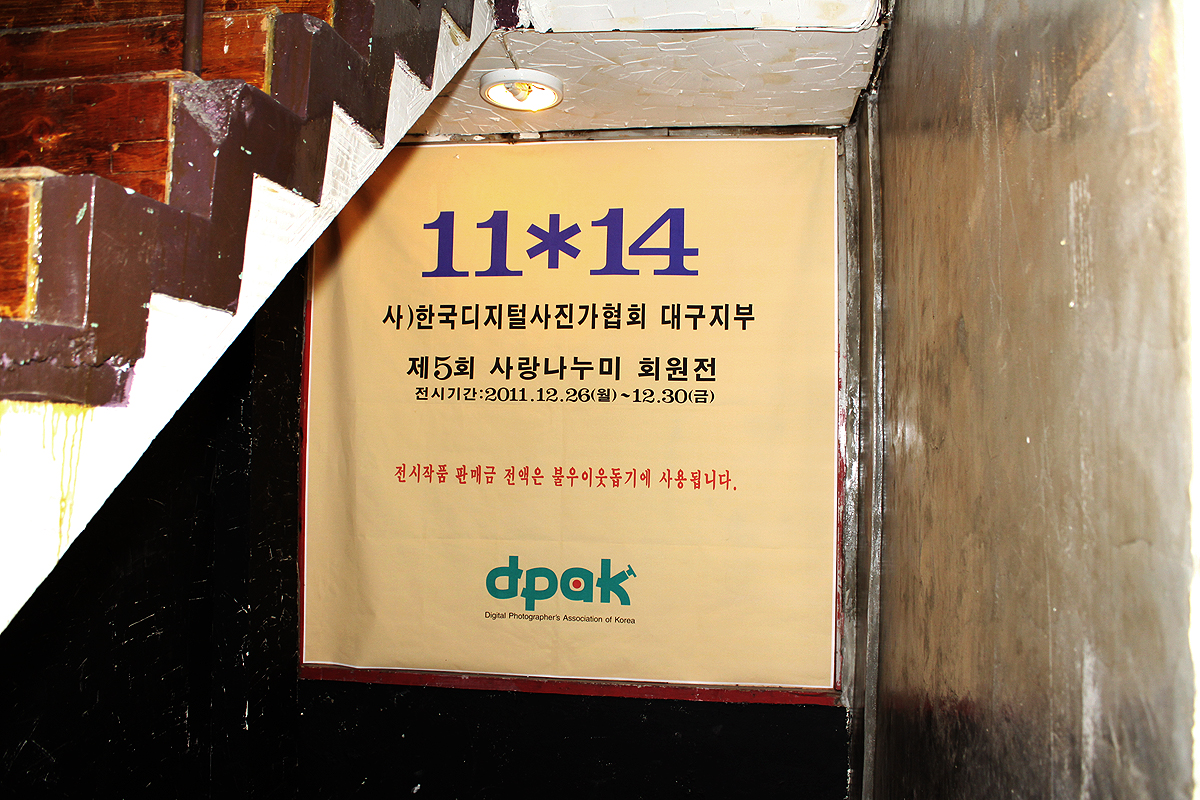 11*14
사)한국디지털사진가협회 대구지부
제5회 사랑나누미 회원전
전시기간:2011.12.26(월)~12.30(금)
전시작품 판매금 전액은 불우이웃돕기에 사용됩니다.
dpak
Digital Photographer's Association of Korea